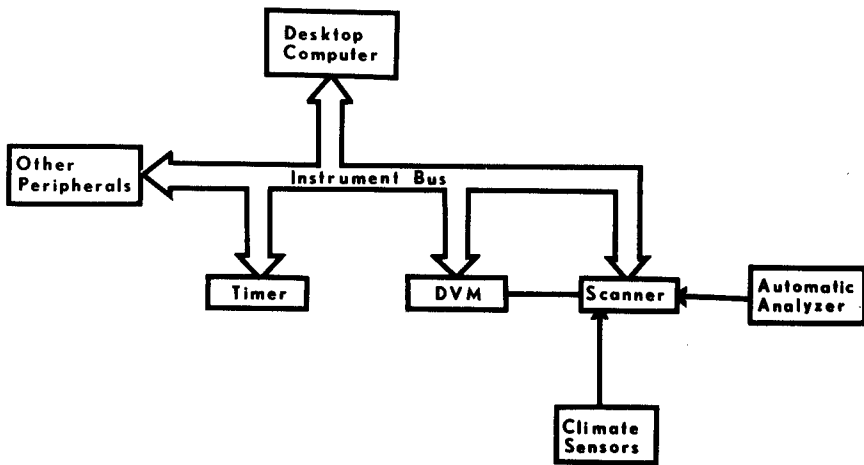 Desktop
Computer
Other
Peripherals
Instrument Bus
Timer
DVM
Scanner
Automatic
Analyzer
Climate
Sensors